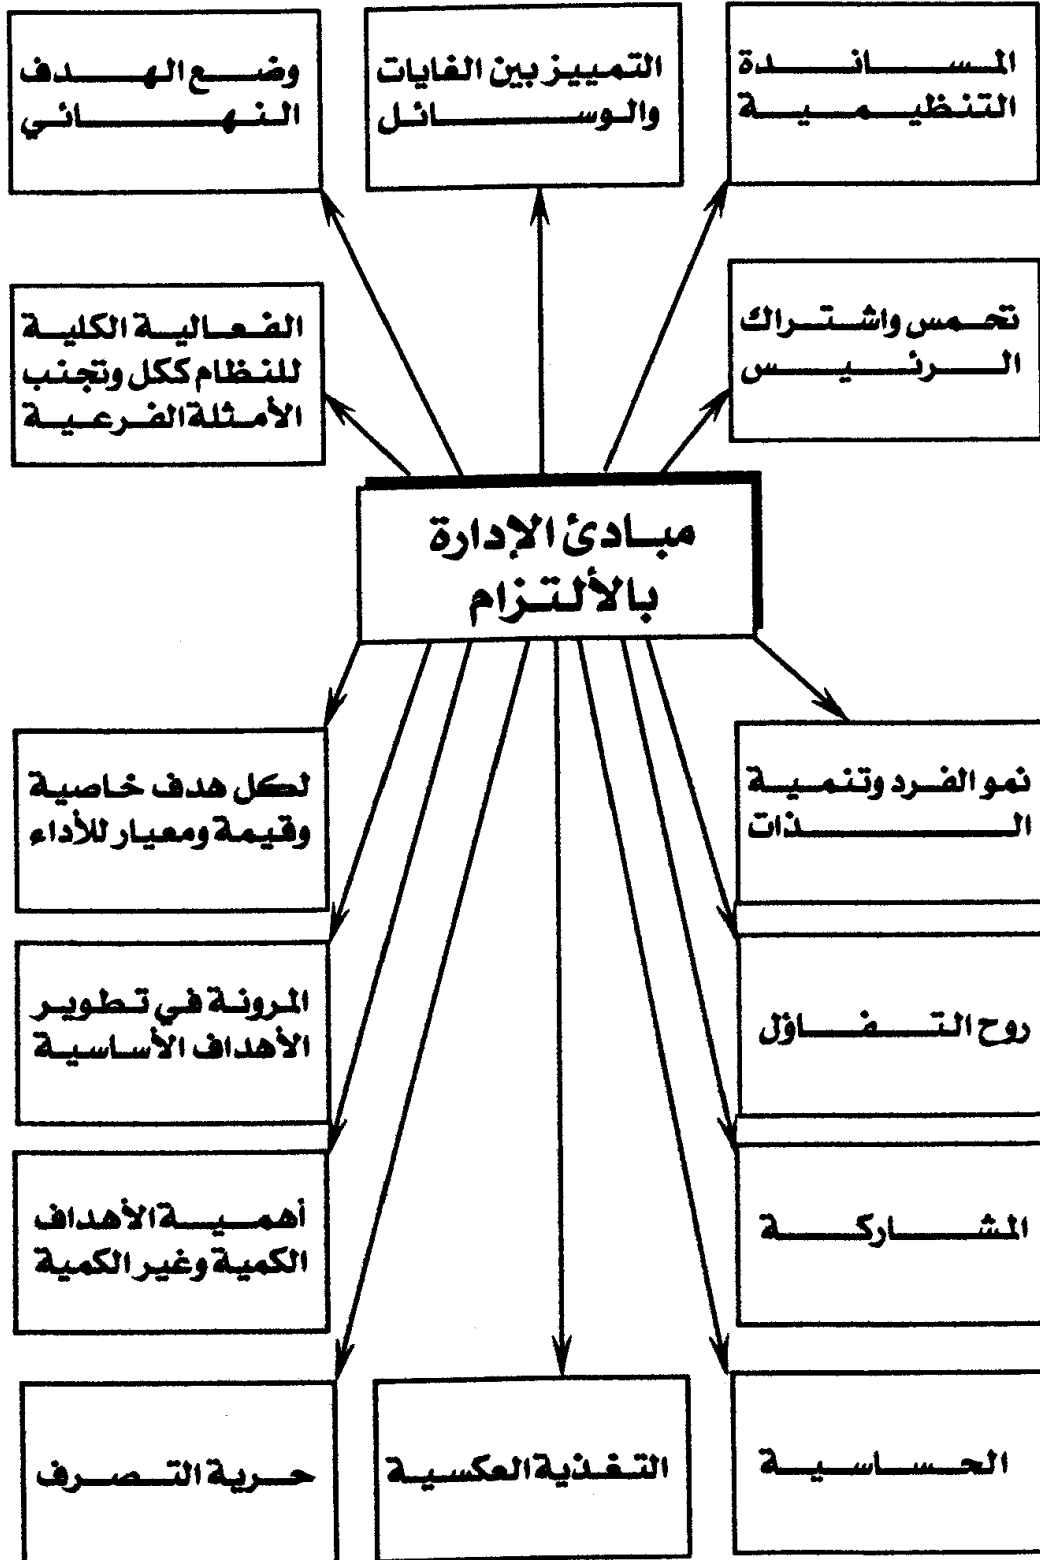 المساندة
التنظيمية
التمييز بين الغايات
والوسائل
وضع الهدف
النهائي
تحمس واشتراك
الرئيس
الفعالية الكلية
للنظام ككل وتجنب
الأمثلة الفرعية
مبادئ الإدارة
بالألتزام
نمو الفرد وتنمية
الذات
لكل هدف خاصية
وقيمة ومعيار للأداء
روح التفاؤل
المرونة في تطوير
الأهداف الأساسية
المشاركة
أهمية الأهداف
الكمية وغير الكمية
الحساسية
التغذية العكسية
حرية التصرف